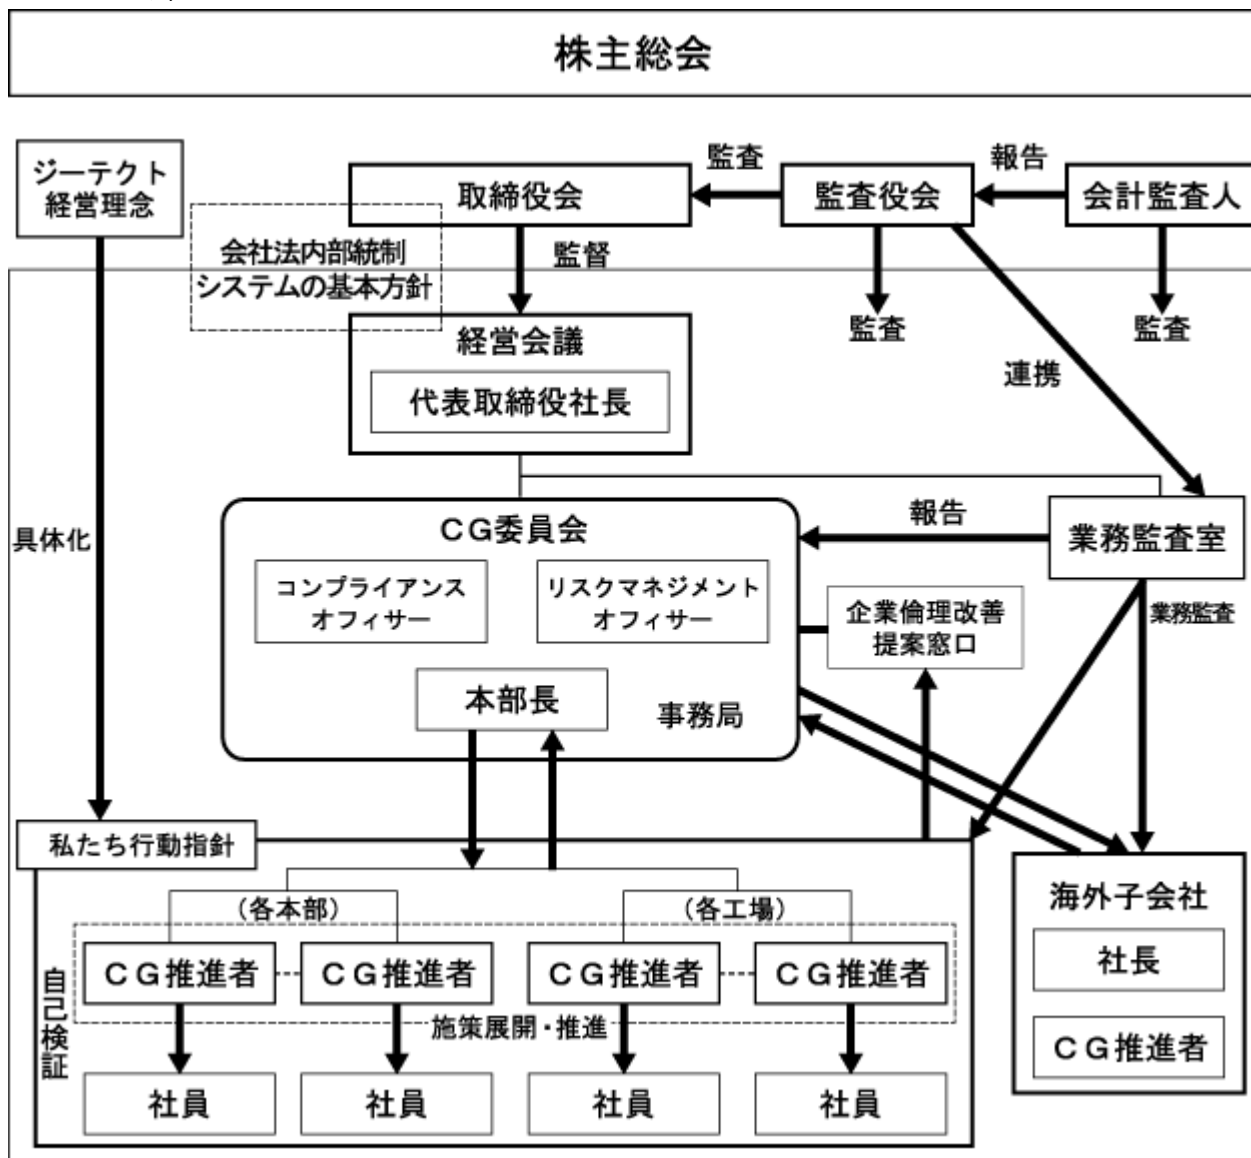 株主総会
ジーテクト
経営理念
取締役会
監査
監査役会
報告
会計監査人
会社法内部統制
システムの基本方針
監督
監査
監査
経営会議
代表取締役社長
連携
具体化
CG委員会
報告
業務監査室
コンプライアンス
オフィサー
リスクマネジメント
オフィサー
企業倫理改善
提案窓口
業務監査
本部長
事務局
私たち行動指針
(各本部)
(各工場)
海外子会社
社長
CG推進者
CG推進者
CG推進者
CG推進者
CG推進者
自己検証
施策展開・推進
社員
社員
社員
社員